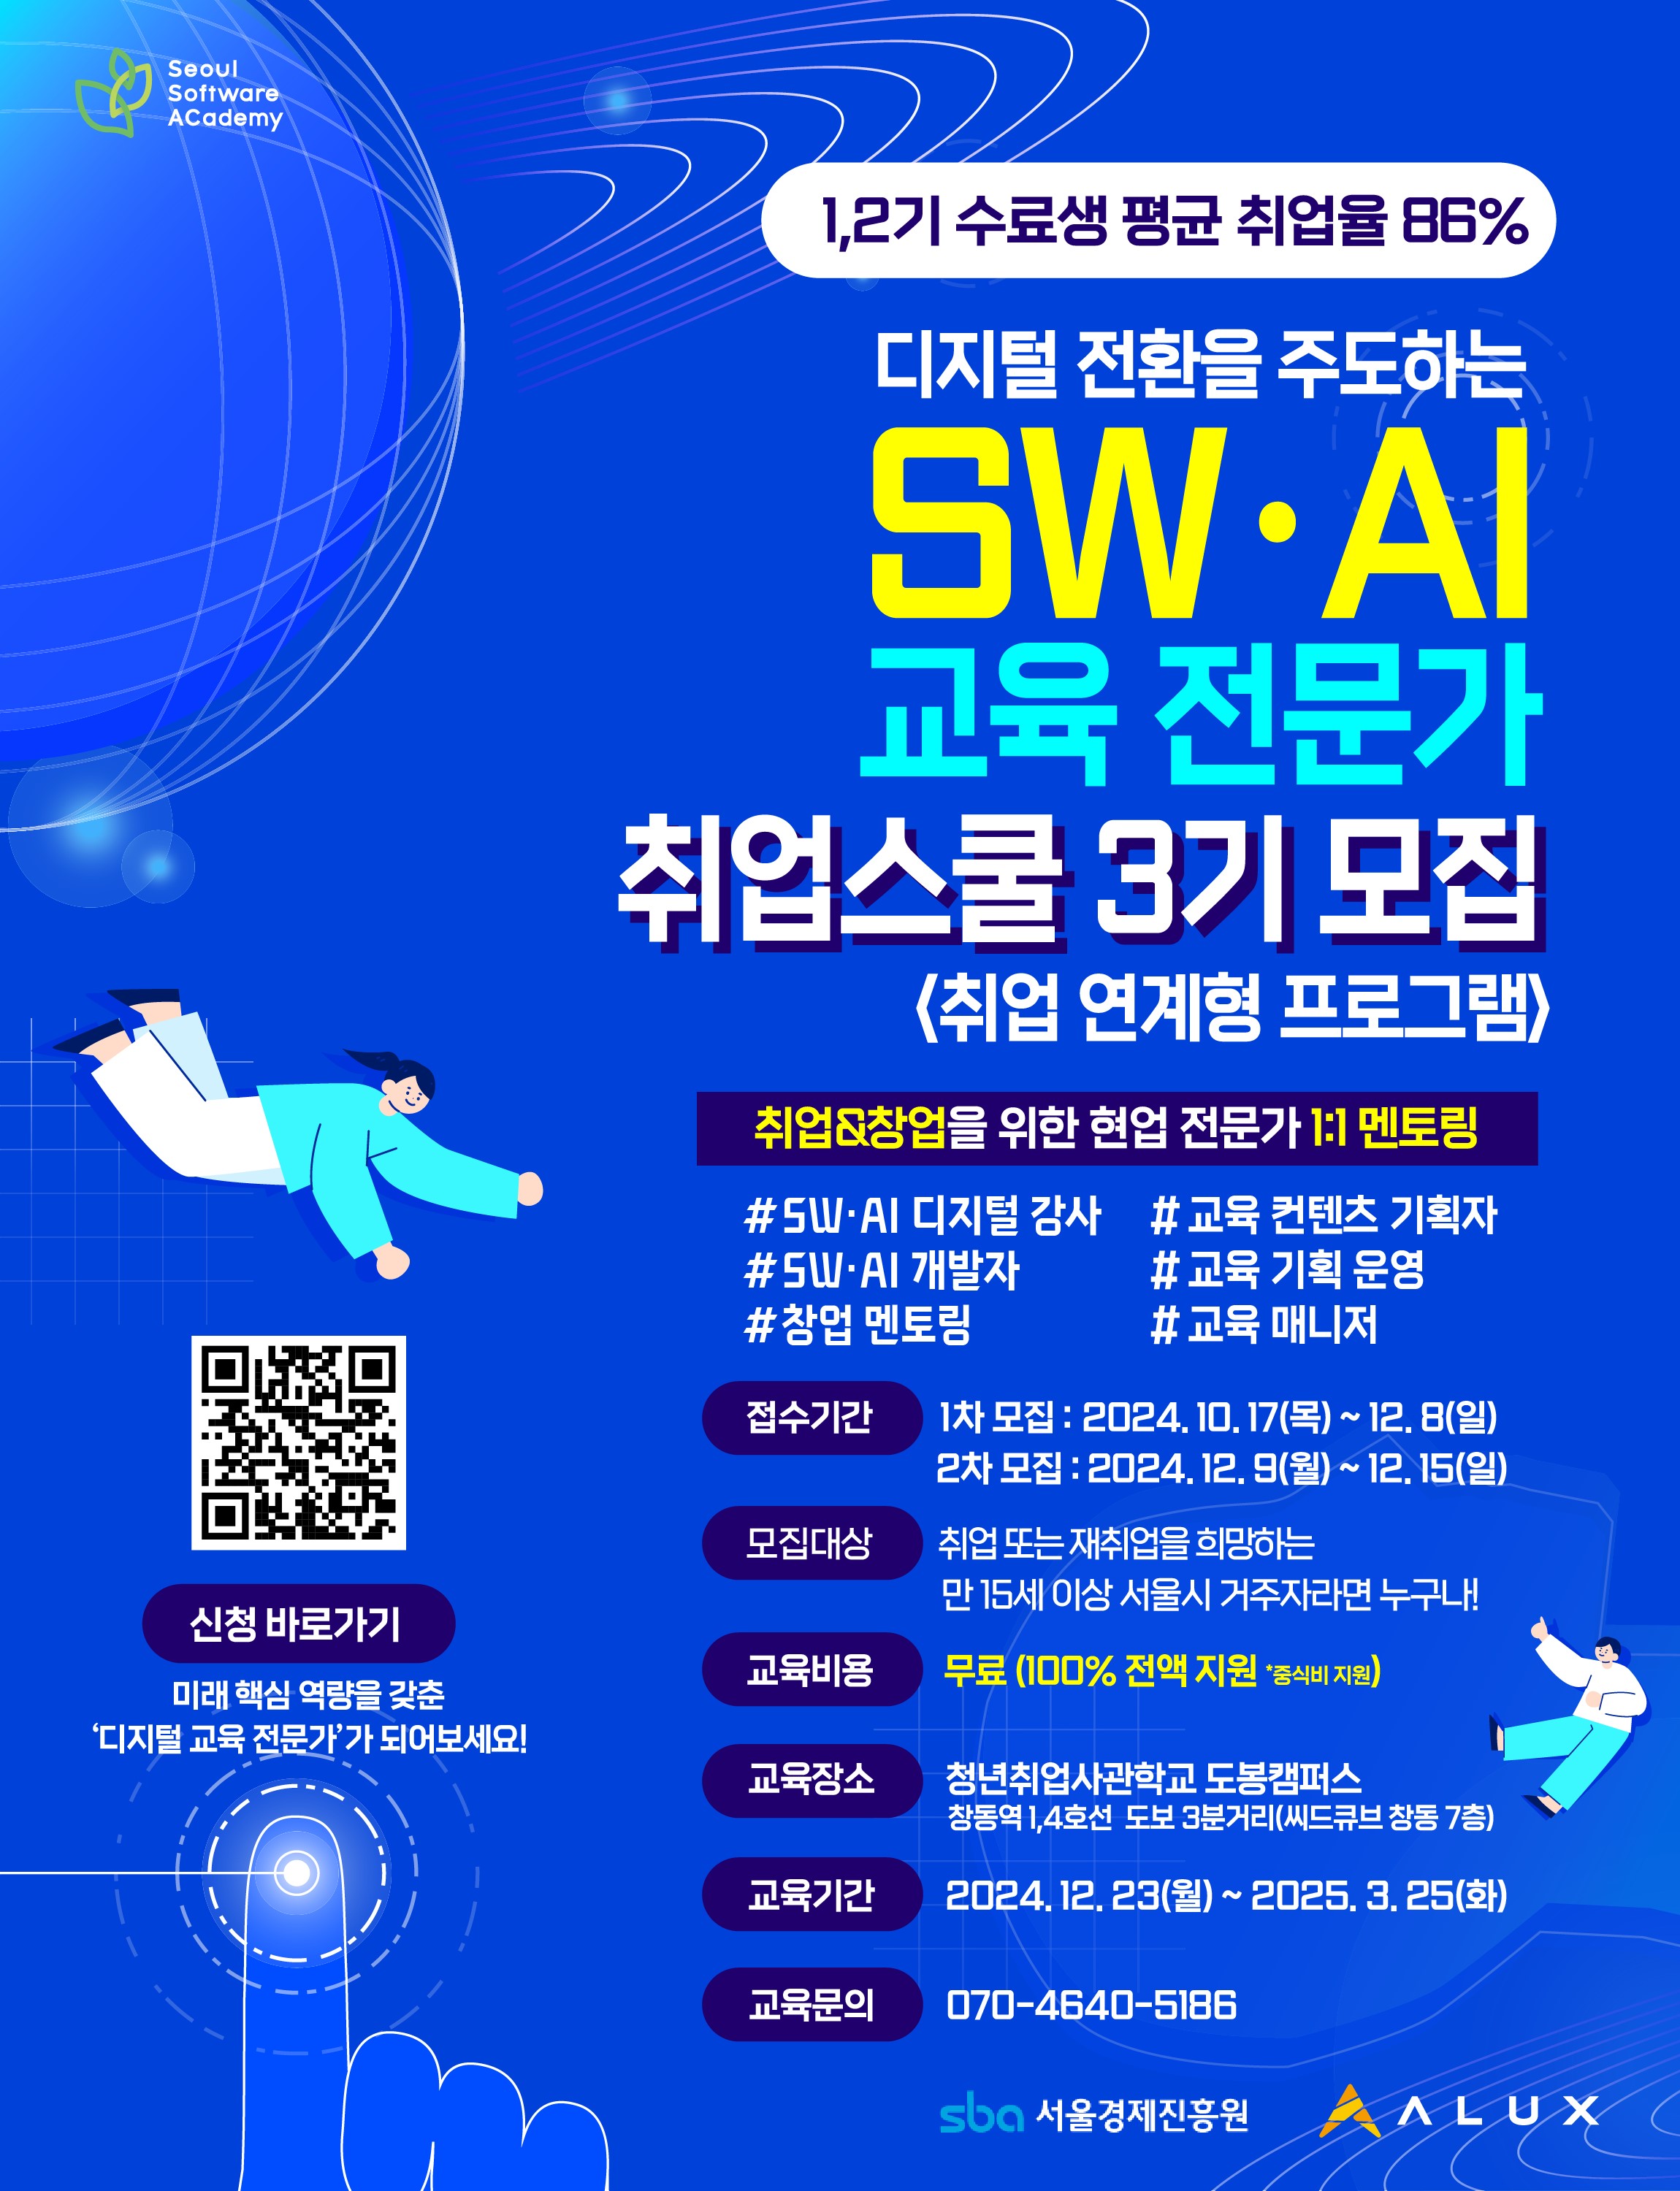 Seoul
Software
ACademy
1,2기 수료생 평균 취업율 86%
디지털 전환을 주도하는
SW·AI
교육 전문가
취업스쿨 3기 모집
<취업 연계형 프로그램>
취업&창업을 위한 현업 전문가 1:1 멘토링
#SW·AI 디지털 강사
# 교육 컨텐츠 기획자
#SW·AI 개발자
# 교육 기획 운영
#창업 멘토링
# 교육 매니저
접수기간
1차 모집 : 2024. 10. 17(목) ~ 12. 8(일)
2차 모집 : 2024. 12. 9(월) ~ 12. 15(일)
모집대상
취업 또는 재취업을 희망하는
만 15세 이상 서울시 거주자라면 누구나!
교육비용
무료 (100% 전액 지원 *중식비 지원)
교육장소
청년취업사관학교 도봉캠퍼스
창동역 1,4호선 도보 3분거리(씨드큐브 창동 7층)
교육기간
2024. 12. 23(월) ~ 2025. 3. 25(화)
교육문의
070-4640-5186
신청 바로가기
미래 핵심 역량을 갖춘
‘디지털 교육 전문가’가 되어보세요!
sba 서울경제진흥원
ALUX